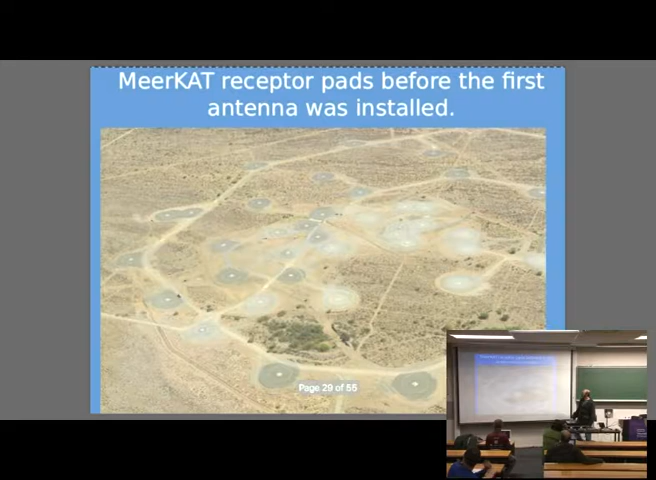 MeerKAT receptor pads before the first
antenna was installed.
Page 29 of 55